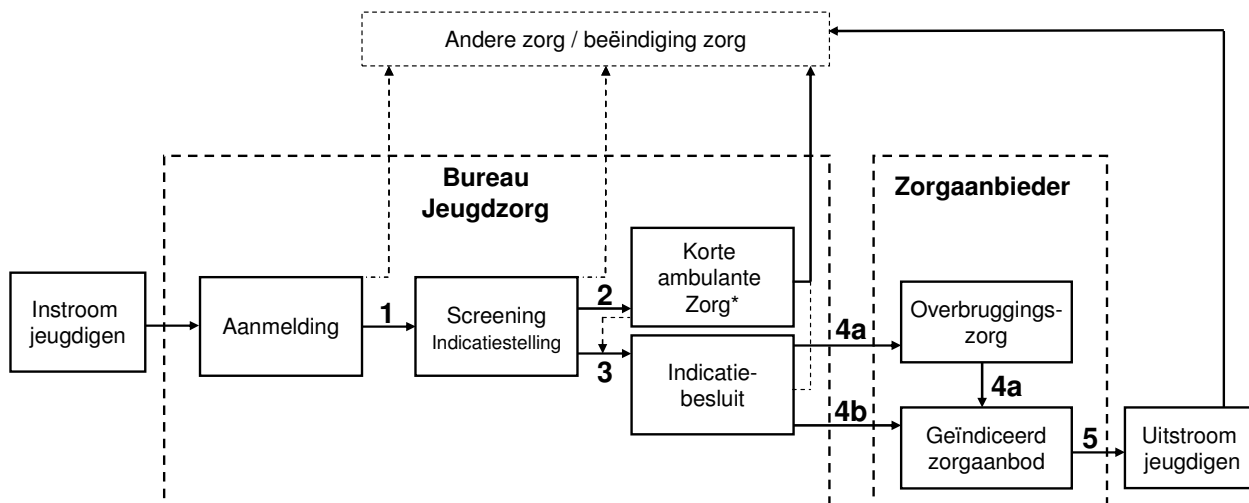 Andere zorg / beëindiging zorg
Bureau
Jeugdzorg
Zorgaanbieder
Instroom
jeugdigen
Aanmelding
1
Screening
Indicatiestelling
2
3
Korte
ambulante
Zorg*
Indicatie-
besluit
4a
4b
Overbruggings-
zorg
4a
Geïndiceerd
zorgaanbod
5
Uitstroom
jeugdigen